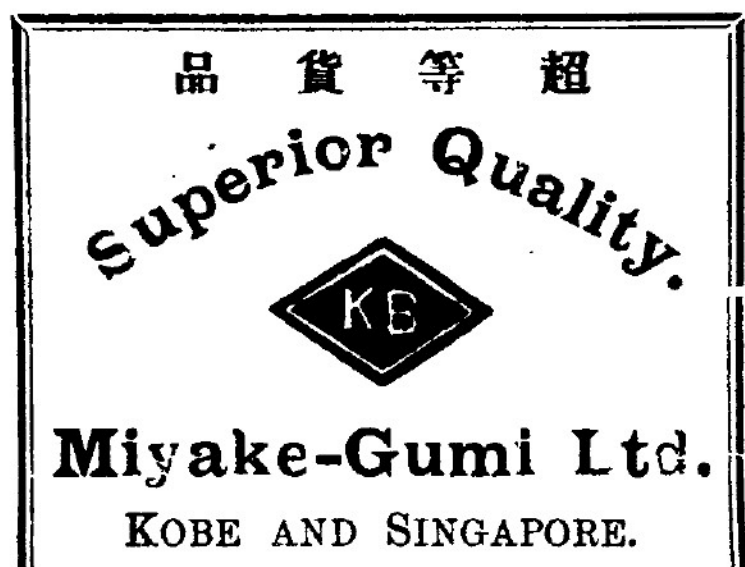 超等貨品
Superior Quality.
KB
Miyake-Gumi Ltd.
KOBE AND SINGAPORE.